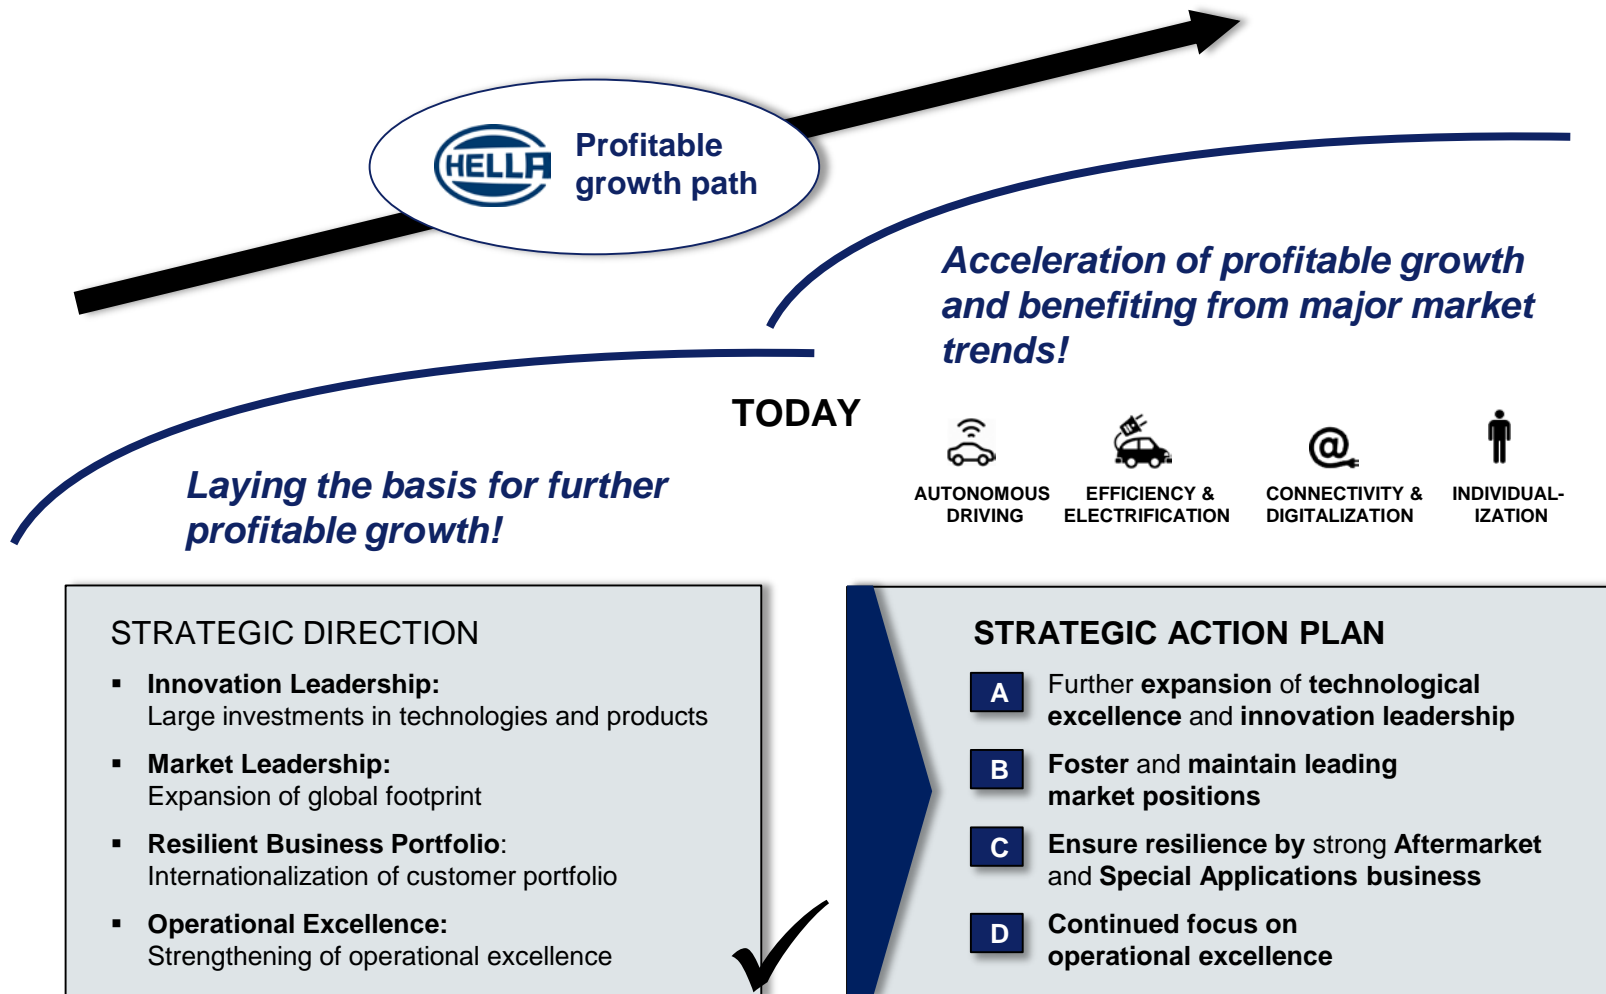 HELLA
Profitable
growth path
Acceleration of profitable growth
and benefiting from major market
trends!
TODAY
AUTONOMOUS
DRIVING
EFFICIENCY &
ELECTRIFICATION
CONNECTIVITY &
DIGITALIZATION
INDIVIDUAL-
IZATION
Laying the basis for further
profitable growth!
STRATEGIC DIRECTION
▪ Innovation Leadership:
Large investments in technologies and products
▪ Market Leadership:
Expansion of global footprint
▪ Resilient Business Portfolio:
Internationalization of customer portfolio
▪ Operational Excellence:
Strengthening of operational excellence
STRATEGIC ACTION PLAN
A Further expansion of technological
excellence and innovation leadership
B Foster and maintain leading
market positions
C Ensure resilience by strong Aftermarket
and Special Applications business
D Continued focus on
operational excellence